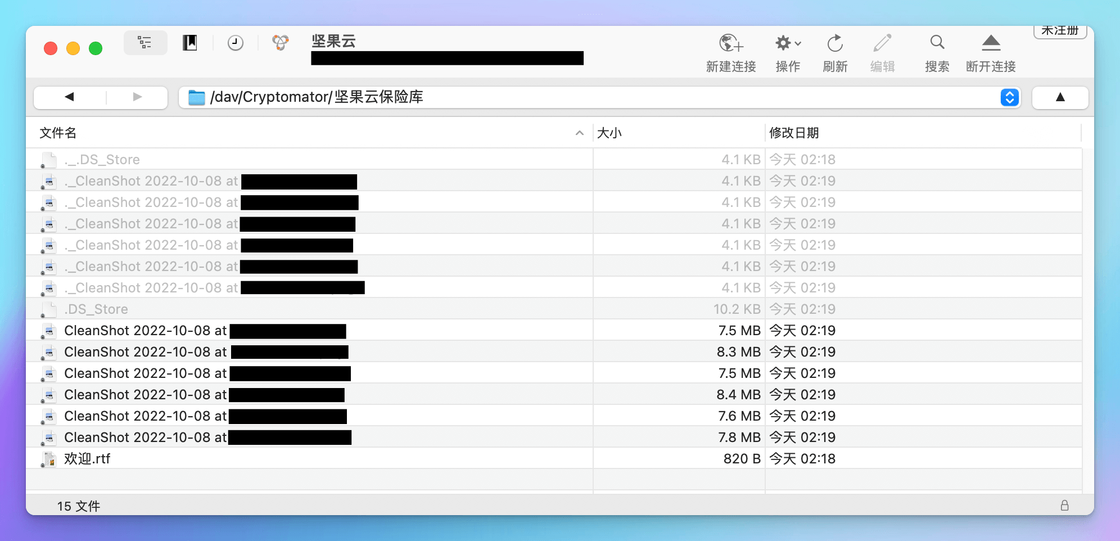 坚果云
未注册
新建连接 操作 刷新 编辑 搜索 断开连接
/dav/Cryptomator/坚果云保险库
文件名 大小 修改日期
._.DS_Store 4.1 KB 今天 02:18
._CleanShot 2022-10-08 at 4.1 KB 今天 02:19
._CleanShot 2022-10-08 at 4.1 KB 今天 02:19
._CleanShot 2022-10-08 at 4.1 KB 今天 02:19
._CleanShot 2022-10-08 at 4.1 KB 今天 02:19
._CleanShot 2022-10-08 at 4.1 KB 今天 02:19
._CleanShot 2022-10-08 at 4.1 KB 今天 02:19
.DS_Store 10.2 KB 今天 02:19
CleanShot 2022-10-08 at 7.5 MB 今天 02:19
CleanShot 2022-10-08 at 8.3 MB 今天 02:19
CleanShot 2022-10-08 at 7.5 MB 今天 02:19
CleanShot 2022-10-08 at 8.4 MB 今天 02:19
CleanShot 2022-10-08 at 7.6 MB 今天 02:19
CleanShot 2022-10-08 at 7.8 MB 今天 02:19
欢迎.rtf 820 B 今天 02:18
15 文件